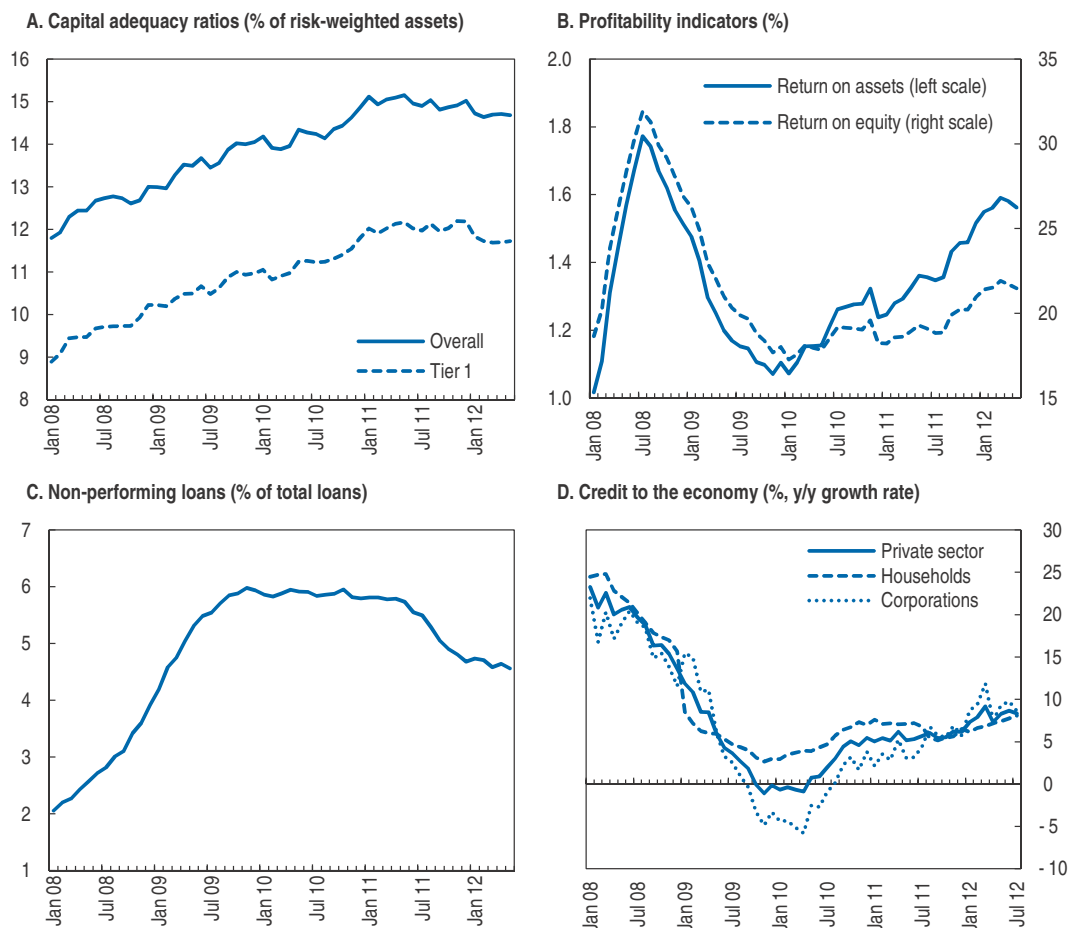 A. Capital adequacy ratios (% of risk-weighted assets)
16
15
14
13
12
11
10
9
8
Overall
Tier 1
Jan 08
Jul 08
Jan 09
Jul 09
Jan 10
Jul 10
Jan 11
Jul 11
Jan 12
B. Profitability indicators (%)
2.0
1.8
1.6
1.4
1.2
1.0
35
30
25
20
15
Return on assets (left scale)
Return on equity (right scale)
Jan 08
Jul 08
Jan 09
Jul 09
Jan 10
Jul 10
Jan 11
Jul 11
Jan 12
C. Non-performing loans (% of total loans)
7
6
5
4
3
2
1
Jan 08
Jul 08
Jan 09
Jul 09
Jan 10
Jul 10
Jan 11
Jul 11
Jan 12
D. Credit to the economy (%, y/y growth rate)
30
25
20
15
10
5
0
- 5
- 10
Private sector
Households
Corporations
Jan 08
Jul 08
Jan 09
Jul 09
Jan 10
Jul 10
Jan 11
Jul 11
Jan 12
Jul 12